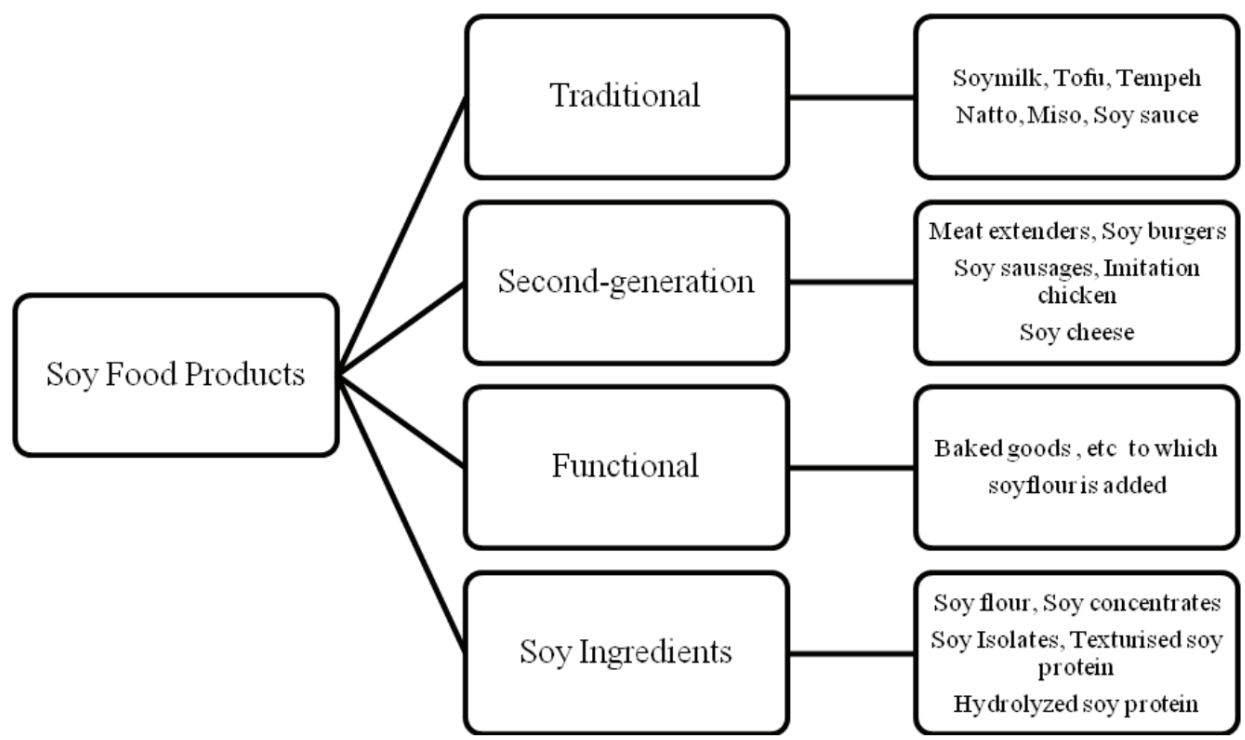 Soy Food Products
Traditional
Soymilk, Tofu, Tempeh
Natto, Miso, Soy sauce
Second-generation
Meat extenders, Soy burgers
Soy sausages, Imitation
chicken
Soy cheese
Functional
Baked goods , etc to which
soyflour is added
Soy Ingredients
Soy flour, Soy concentrates
Soy Isolates, Texturised soy
protein
Hydrolyzed soy protein